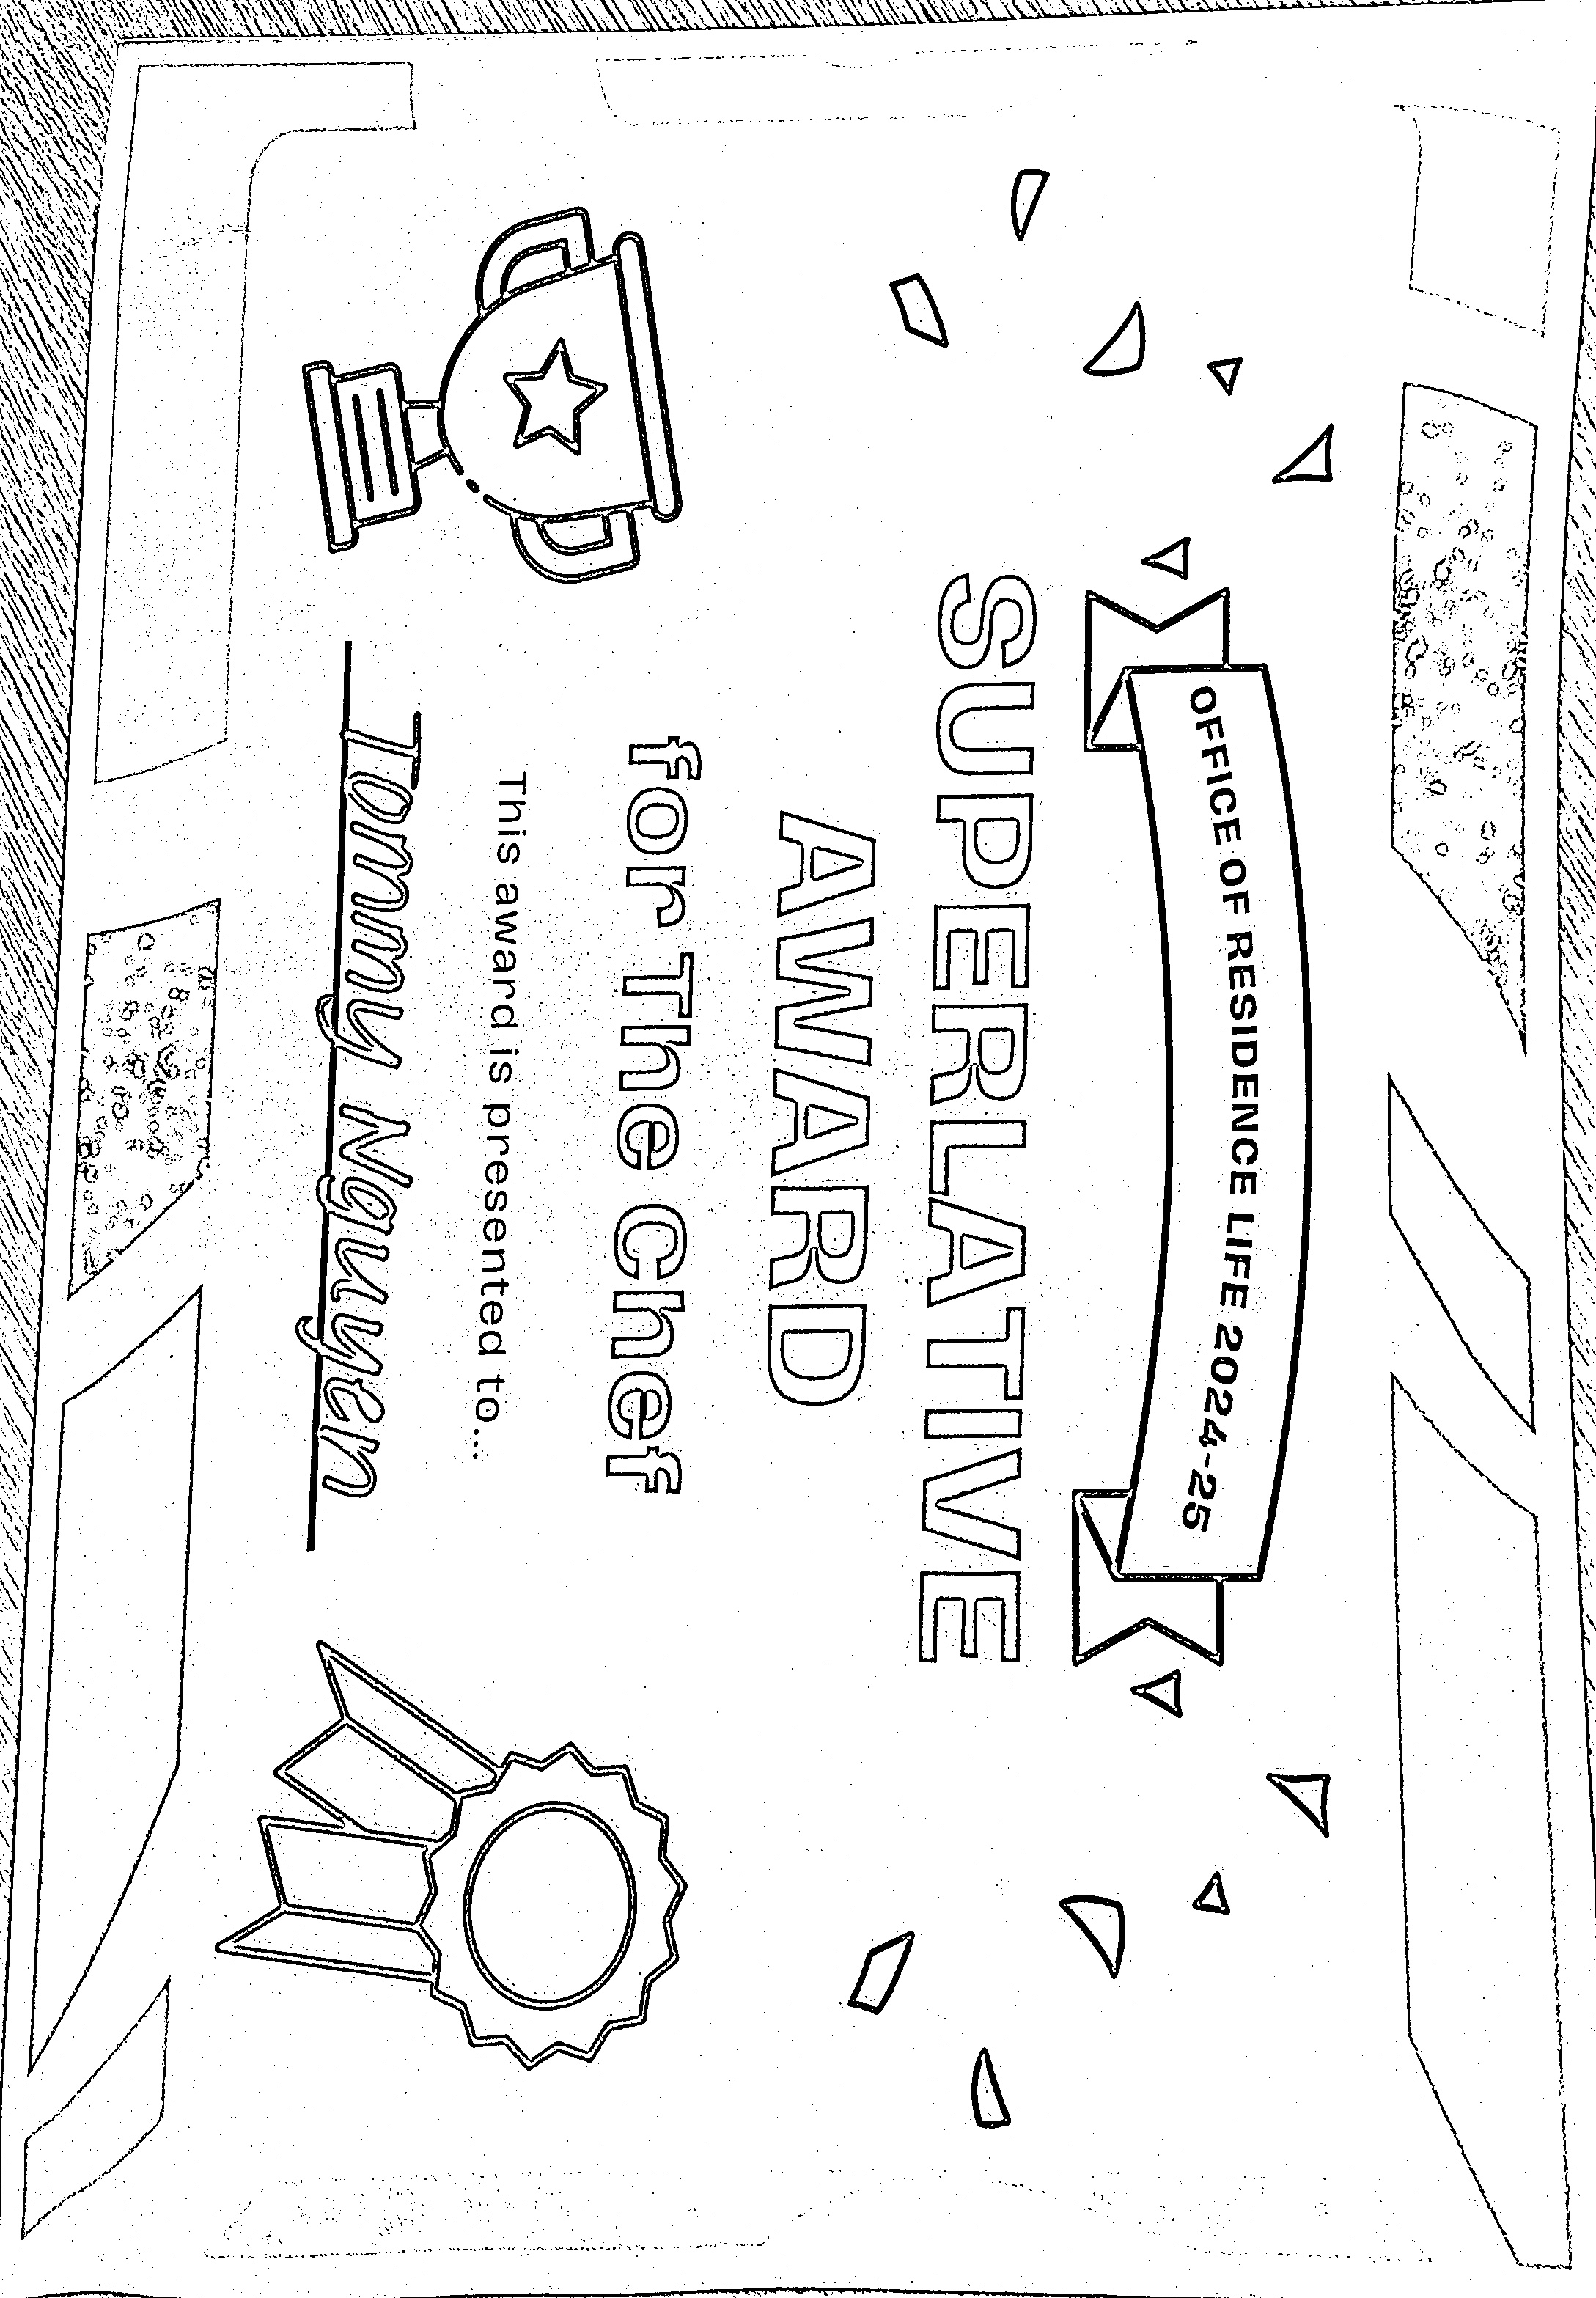 OFFICE OF RESIDENCE LIFE 2024-25
SUPERLATIVE
AWARD
for The Chef
This award is presented to...
Tommy Nguyen